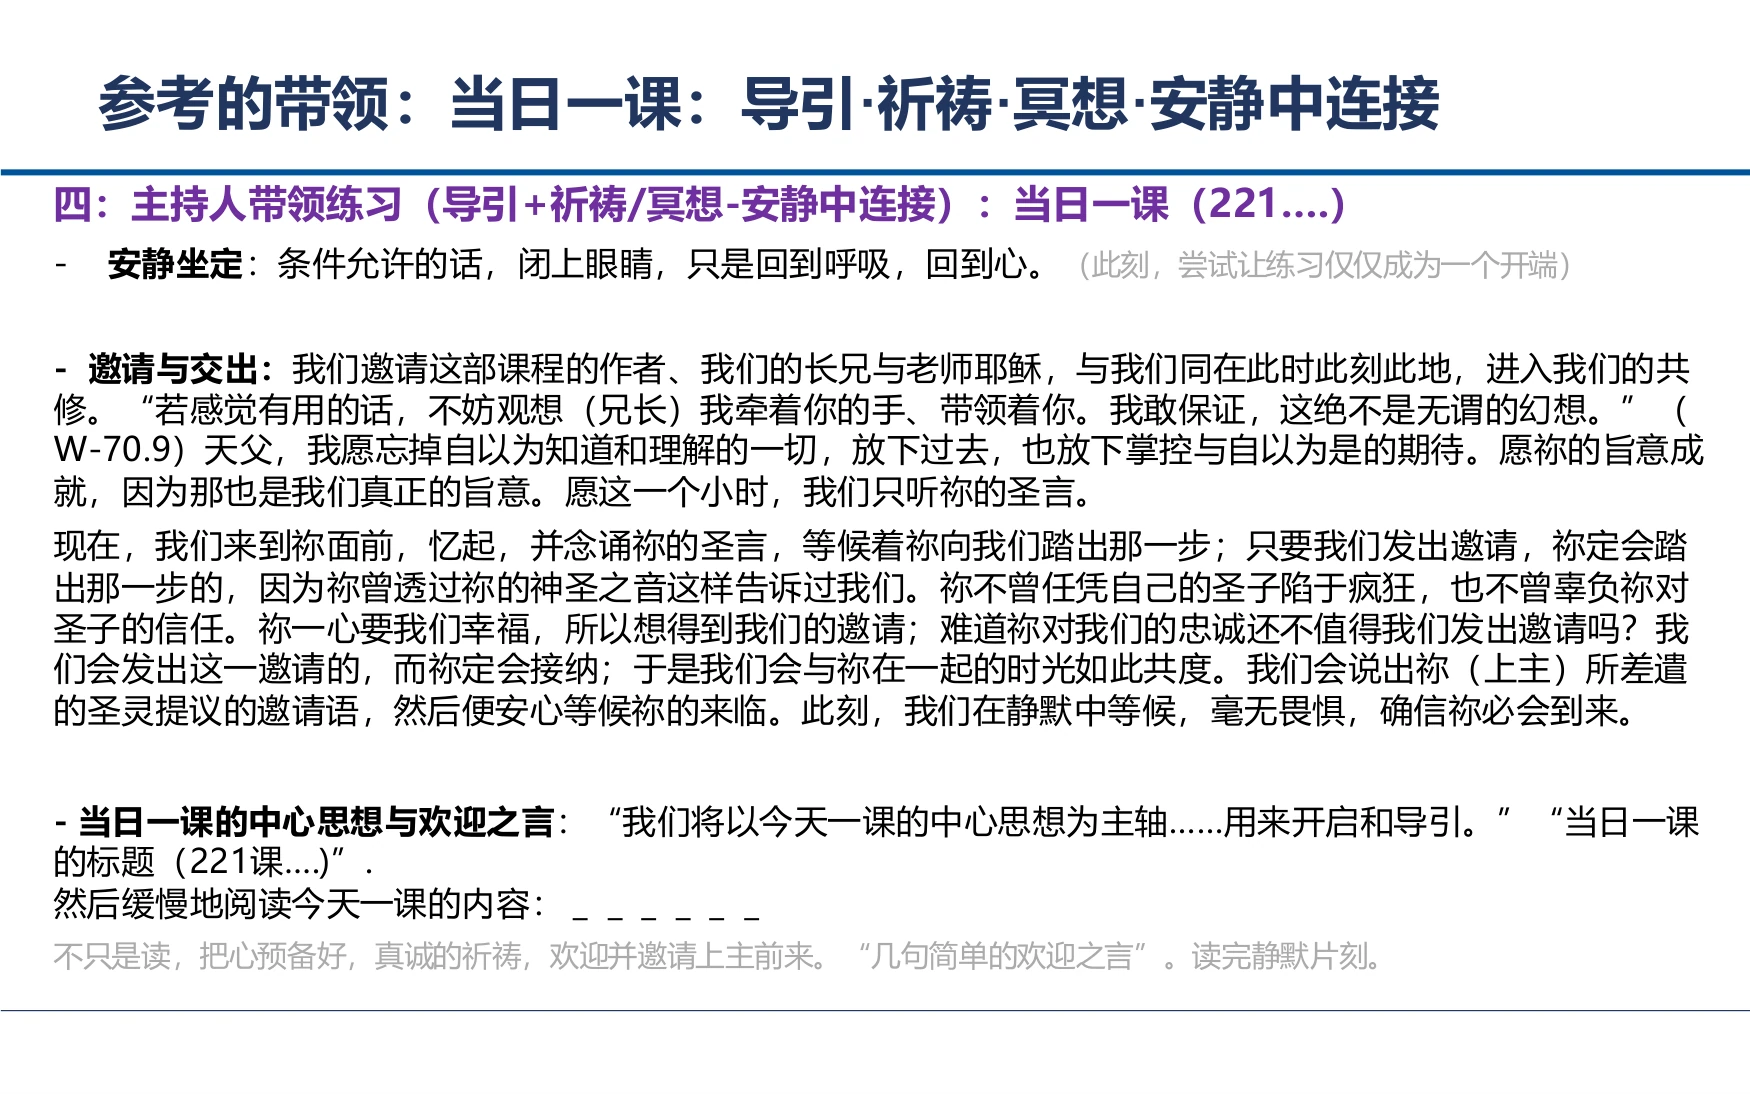 参考的带领：当日一课：导引·祈祷·冥想·安静中连接
四：主持人带领练习（导引+祈祷/冥想-安静中连接）：当日一课（221....）
- 安静坐定：条件允许的话，闭上眼睛，只是回到呼吸，回到心。（此刻，尝试让练习仅仅成为一个开端）
- 邀请与交出：我们邀请这部课程的作者、我们的长兄与老师耶稣，与我们同在此时此刻此地，进入我们的共
修。“若感觉有用的话，不妨观想（兄长）我牵着你的手、带领着你。我敢保证，这绝不是无谓的幻想。”（
W-70.9）天父，我愿忘掉自以为知道和理解的一切，放下过去，也放下掌控与自以为是的期待。愿祢的旨意成
就，因为那也是我们真正的旨意。愿这一个小时，我们只听祢的圣言。
现在，我们来到祢面前，忆起，并念诵祢的圣言，等候着祢向我们踏出那一步；只要我们发出邀请，祢定会踏
出那一步的，因为祢曾透过祢的神圣之音这样告诉过我们。祢不曾任凭自己的圣子陷于疯狂，也不曾辜负祢对
圣子的信任。祢一心要我们幸福，所以想得到我们的邀请；难道祢对我们的忠诚还不值得我们发出邀请吗？我
们会发出这一邀请的，而祢定会接纳；于是我们会与祢在一起的时光如此共度。我们会说出祢（上主）所差遣
的圣灵提议的邀请语，然后便安心等候祢的来临。此刻，我们在静默中等候，毫无畏惧，确信祢必会到来。
- 当日一课的中心思想与欢迎之言：“我们将以今天一课的中心思想为主轴......用来开启和导引。”“当日一课
的标题（221课....)”.
然后缓慢地阅读今天一课的内容：_ _ _ _ _ _
不只是读，把心预备好，真诚的祈祷，欢迎并邀请上主前来。“几句简单的欢迎之言”。读完静默片刻。